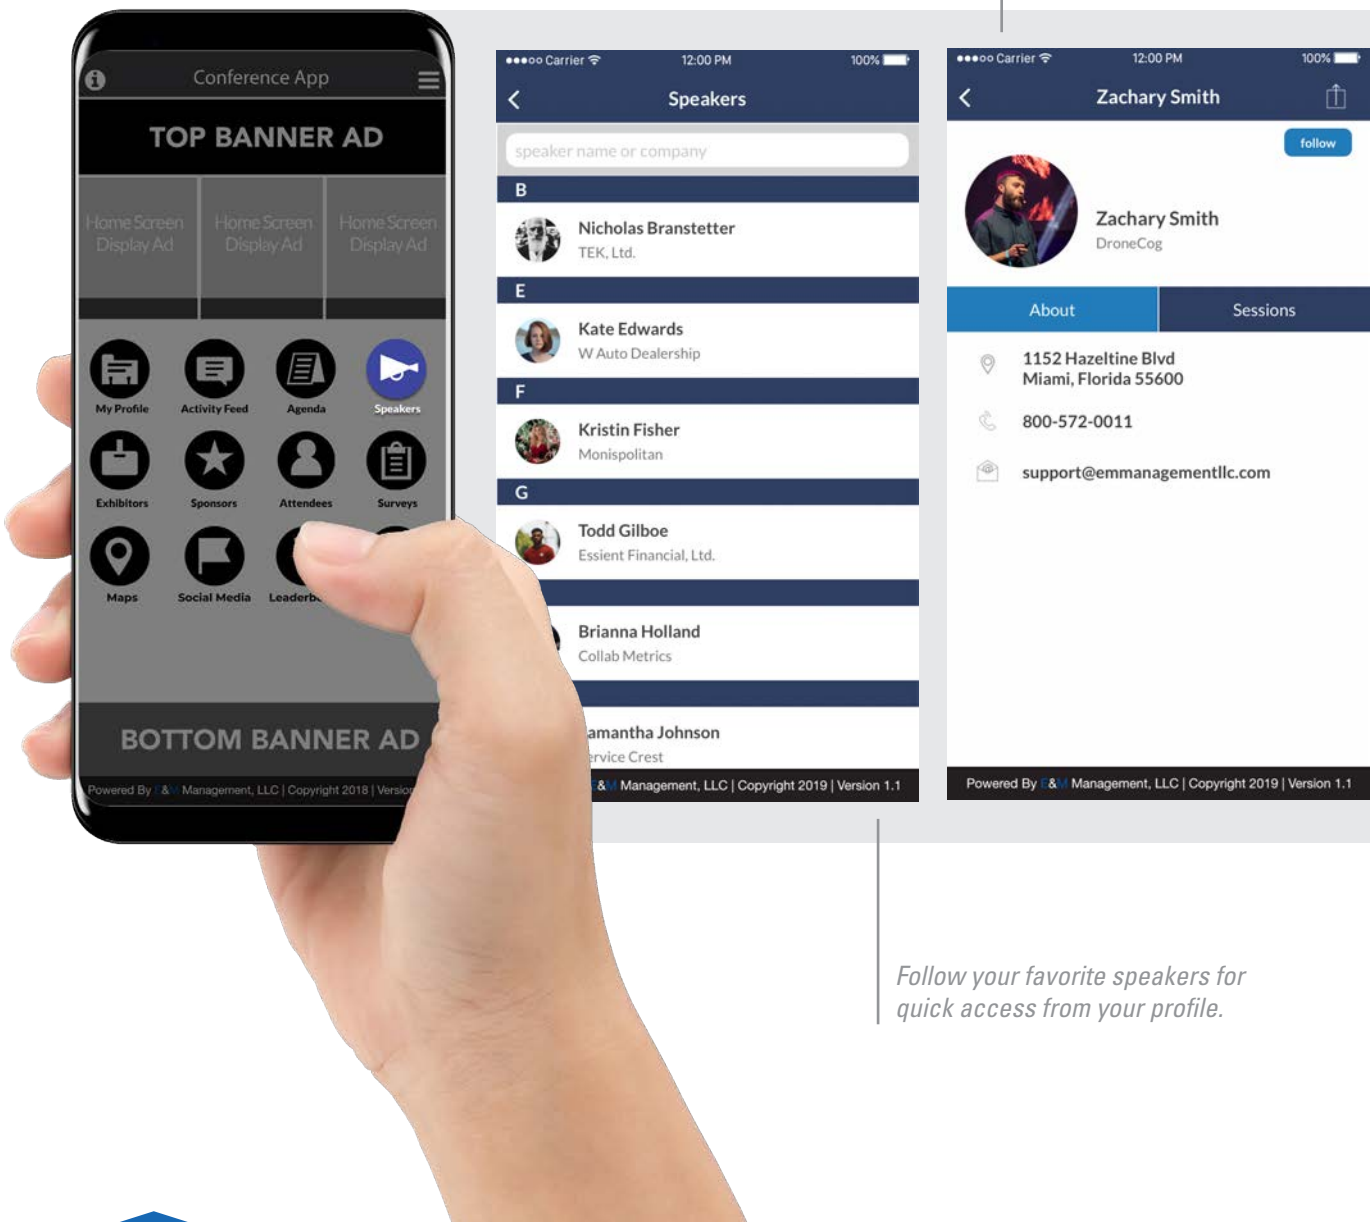 Conference App
TOP BANNER AD
Home Screen
Display Ad
Home Screen
Display Ad
Home Screen
Display Ad
My Profile
Activity Feed
Agenda
Speakers
Exhibitors
Sponsors
Attendees
Surveys
Maps
Social Media
BOTTOM BANNER AD
Powered By E&M Management, LLC | Copyright 2018 |
●●●○○ Carrier 12:00 PM 100%
Speakers
speaker name or company
B
Nicholas Branstetter
TEK, Ltd.
E
Kate Edwards
W Auto Dealership
F
Kristin Fisher
Monispolitan
G
Todd Gilboe
Essient Financial, Ltd.
Brianna Holland
Collab Metrics
Johnson
Crest
E&M Management, LLC | Copyright 2019 | Version 1.1
●●●○○ Carrier 12:00 PM 100%
Zachary Smith
follow
Zachary Smith
DroneCog
About
Sessions
1152 Hazeltine Blvd
Miami, Florida 55600
800-572-0011
support@emmanagementllc.com
Powered By E&M Management, LLC | Copyright 2019 | Version 1.1
Follow your favorite speakers for
quick access from your profile.